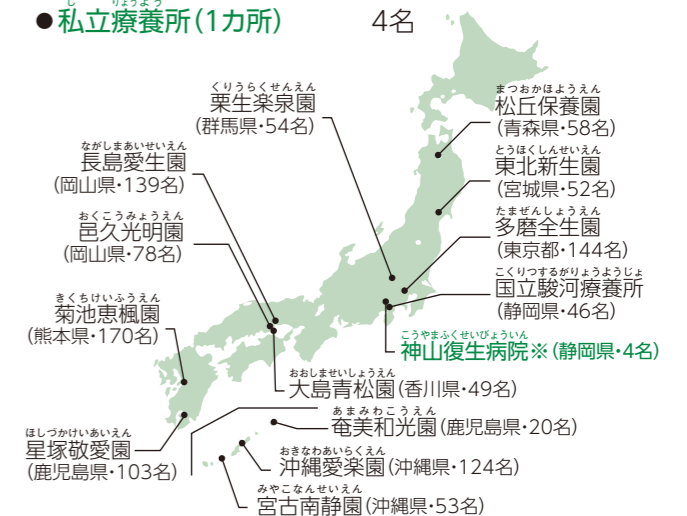 ●私立療養所(1カ所) 4名
し りょうよう
くりうらくせんえん
栗生楽泉園
(群馬県・54名)
ながしまあいせいえん
長島愛生園
(岡山県・139名)
おくこうみょうえん
邑久光明園
(岡山県・78名)
きくちけいふうえん
菊池恵楓園
(熊本県・170名)
ほしづかけいあいえん
星塚敬愛園
(鹿児島県・103名)
まつおかほようえん
松丘保養園
(青森県・58名)
とうほくしんせいえん
東北新生園
(宮城県・52名)
たまぜんしょうえん
多磨全生園
(東京都・144名)
こくりつするがりょうようじょ
国立駿河療養所
(静岡県・46名)
こうやまふくせいびょういん
神山復生病院※(静岡県・4名)
おおしませいしょうえん
大島青松園(香川県・49名)
あまみわこうえん
奄美和光園(鹿児島県・20名)
おきなわあいらくえん
沖縄愛楽園(沖縄県・124名)
みやこなんせいえん
宮古南静園(沖縄県・53名)